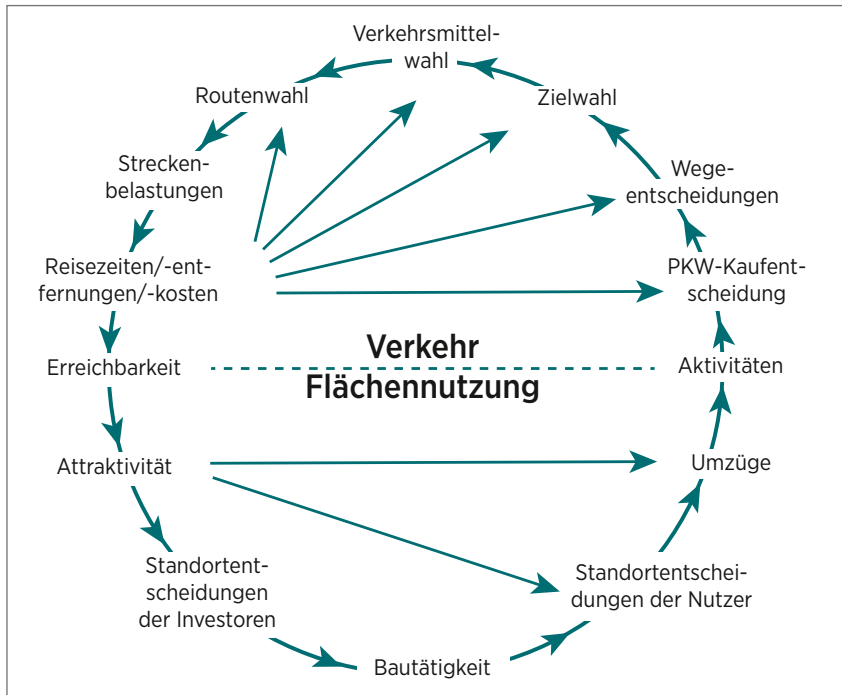 Verkehrsmittel-
wahl
Routenwahl
Zielwahl
Strecken-
belastungen
Wege-
entscheidungen
Reisezeiten/-ent-
fernungen/-kosten
PKW-Kaufent-
scheidung
Verkehr
Erreichbarkeit
Aktivitäten
Flächennutzung
Attraktivität
Umzüge
Standortent-
scheidungen
der Investoren
Standortentschei-
dungen der Nutzer
Bautätigkeit